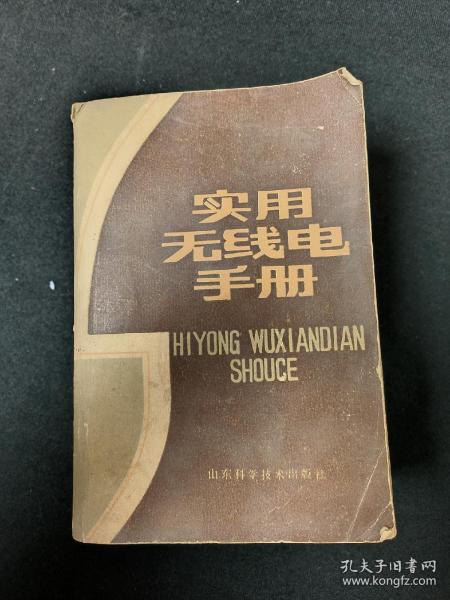 实用
无线电
手册
SHIYONG WUXIANDIAN
SHOUCE
山东科学技术出版社
孔夫子旧书网
www.kongfz.com